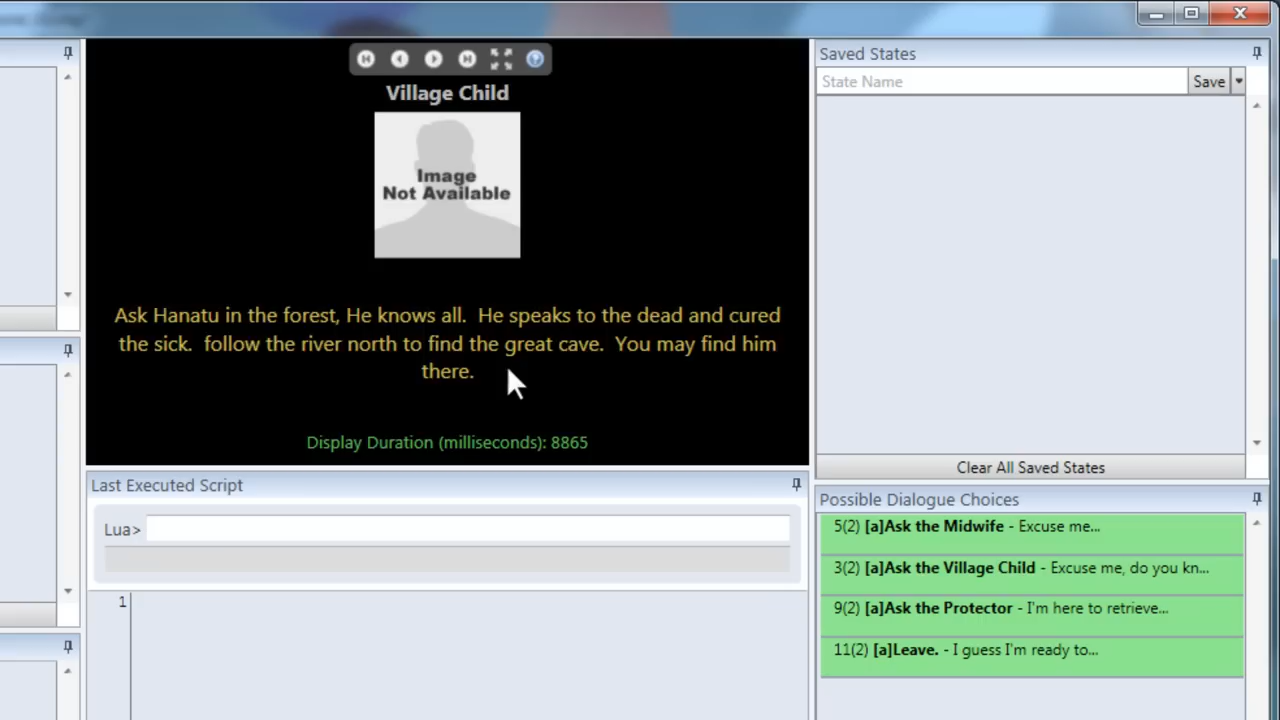 Village Child
Image
Not Available
Ask Hanatu in the forest, He knows all.  He speaks to the dead and cured
the sick.  follow the river north to find the great cave.  You may find him
there.
Display Duration (milliseconds): 8865
Last Executed Script
Lua>
1
Saved States
State Name
Save
Clear All Saved States
Possible Dialogue Choices
5(2) [a]Ask the Midwife - Excuse me...
3(2) [a]Ask the Village Child - Excuse me, do you kn...
9(2) [a]Ask the Protector - I'm here to retrieve...
11(2) [a]Leave. - I guess I'm ready to...